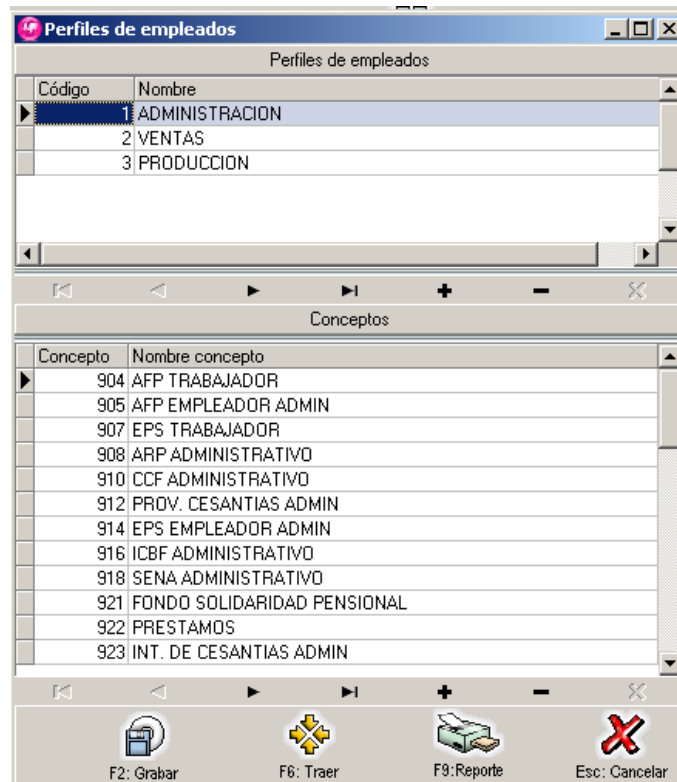 Perfiles de empleados
Perfiles de empleados
Código Nombre
1 ADMINISTRACION
2 VENTAS
3 PRODUCCION
Conceptos
Concepto Nombre concepto
904 AFP TRABAJADOR
905 AFP EMPLEADOR ADMIN
907 EPS TRABAJADOR
908 ARP ADMINISTRATIVO
910 CCF ADMINISTRATIVO
912 PROV. CESANTIAS ADMIN
914 EPS EMPLEADOR ADMIN
916 ICBF ADMINISTRATIVO
918 SENA ADMINISTRATIVO
921 FONDO SOLIDARIDAD PENSIONAL
922 PRESTAMOS
923 INT. DE CESANTIAS ADMIN
F2: Grabar F6: Traer F9:Reporte Esc: Cancelar